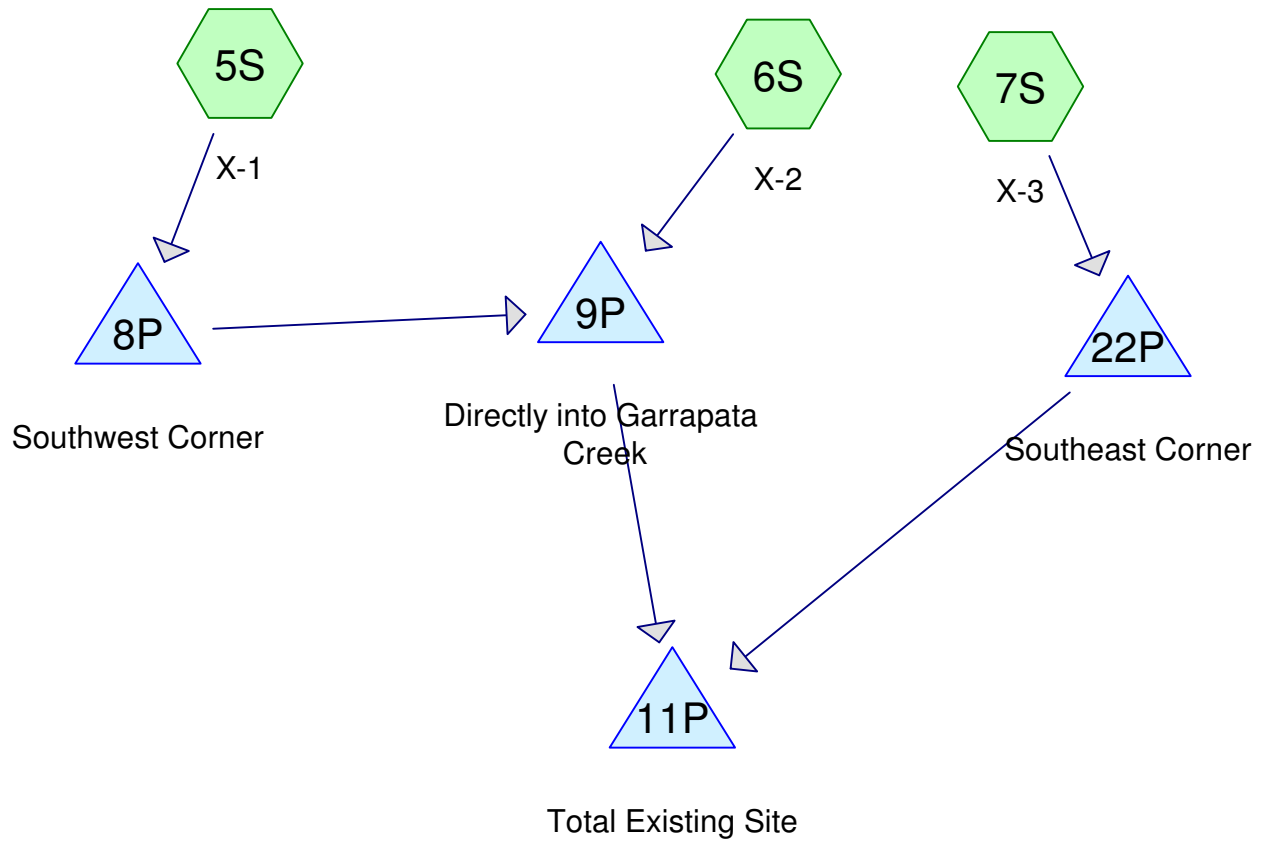 5S
6S
7S
X-1
X-2
X-3
8P
9P
22P
Southwest Corner
Directly into Garrapata
Creek
Southeast Corner
11P
Total Existing Site